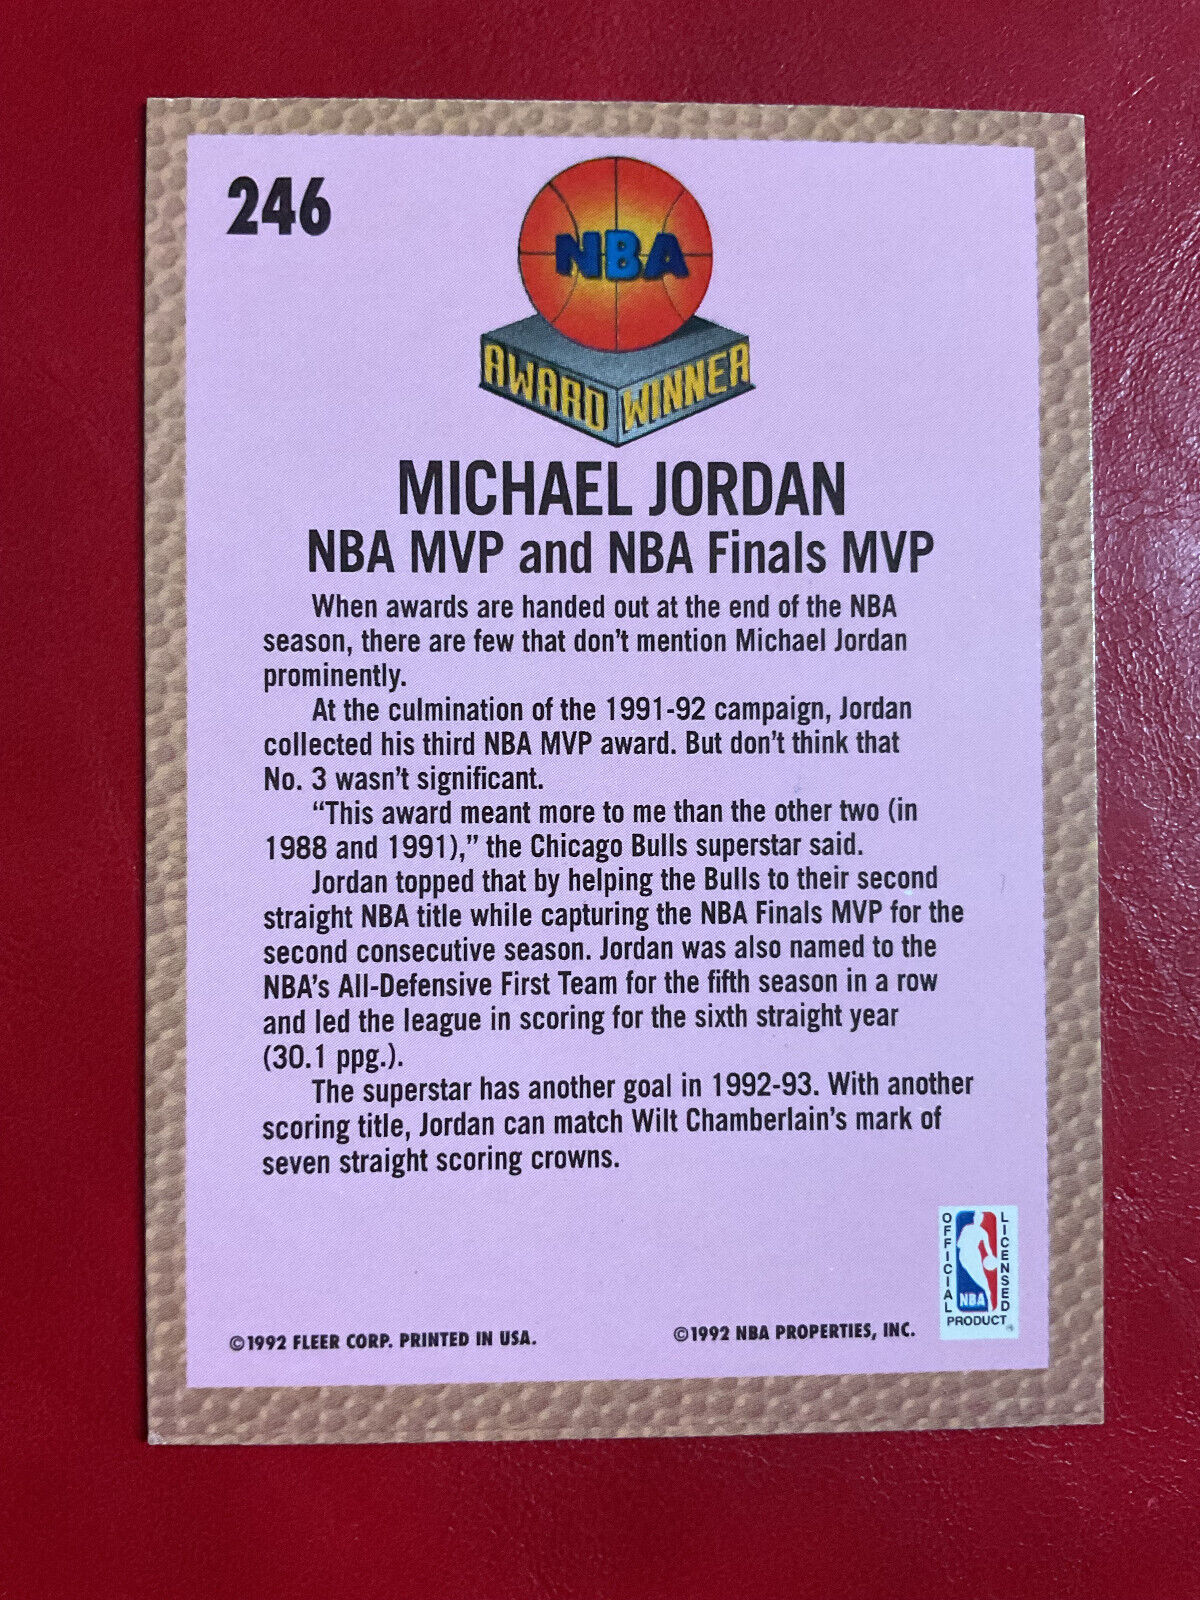 246
NBA
AWARD WINNER
MICHAEL JORDAN
NBA MVP and NBA Finals MVP
When awards are handed out at the end of the NBA
season, there are few that don't mention Michael Jordan
prominently.
At the culmination of the 1991-92 campaign, Jordan
collected his third NBA MVP award. But don't think that
No. 3 wasn't significant.
“This award meant more to me than the other two (in
1988 and 1991),” the Chicago Bulls superstar said.
Jordan topped that by helping the Bulls to their second
straight NBA title while capturing the NBA Finals MVP for the
second consecutive season. Jordan was also named to the
NBA's All-Defensive First Team for the fifth season in a row
and led the league in scoring for the sixth straight year
(30.1 ppg.).
The superstar has another goal in 1992-93. With another
scoring title, Jordan can match Wilt Chamberlain's mark of
seven straight scoring crowns.
OFFICIAL LICENSED
NBA
PRODUCT
©1992 FLEER CORP. PRINTED IN USA.
©1992 NBA PROPERTIES, INC.